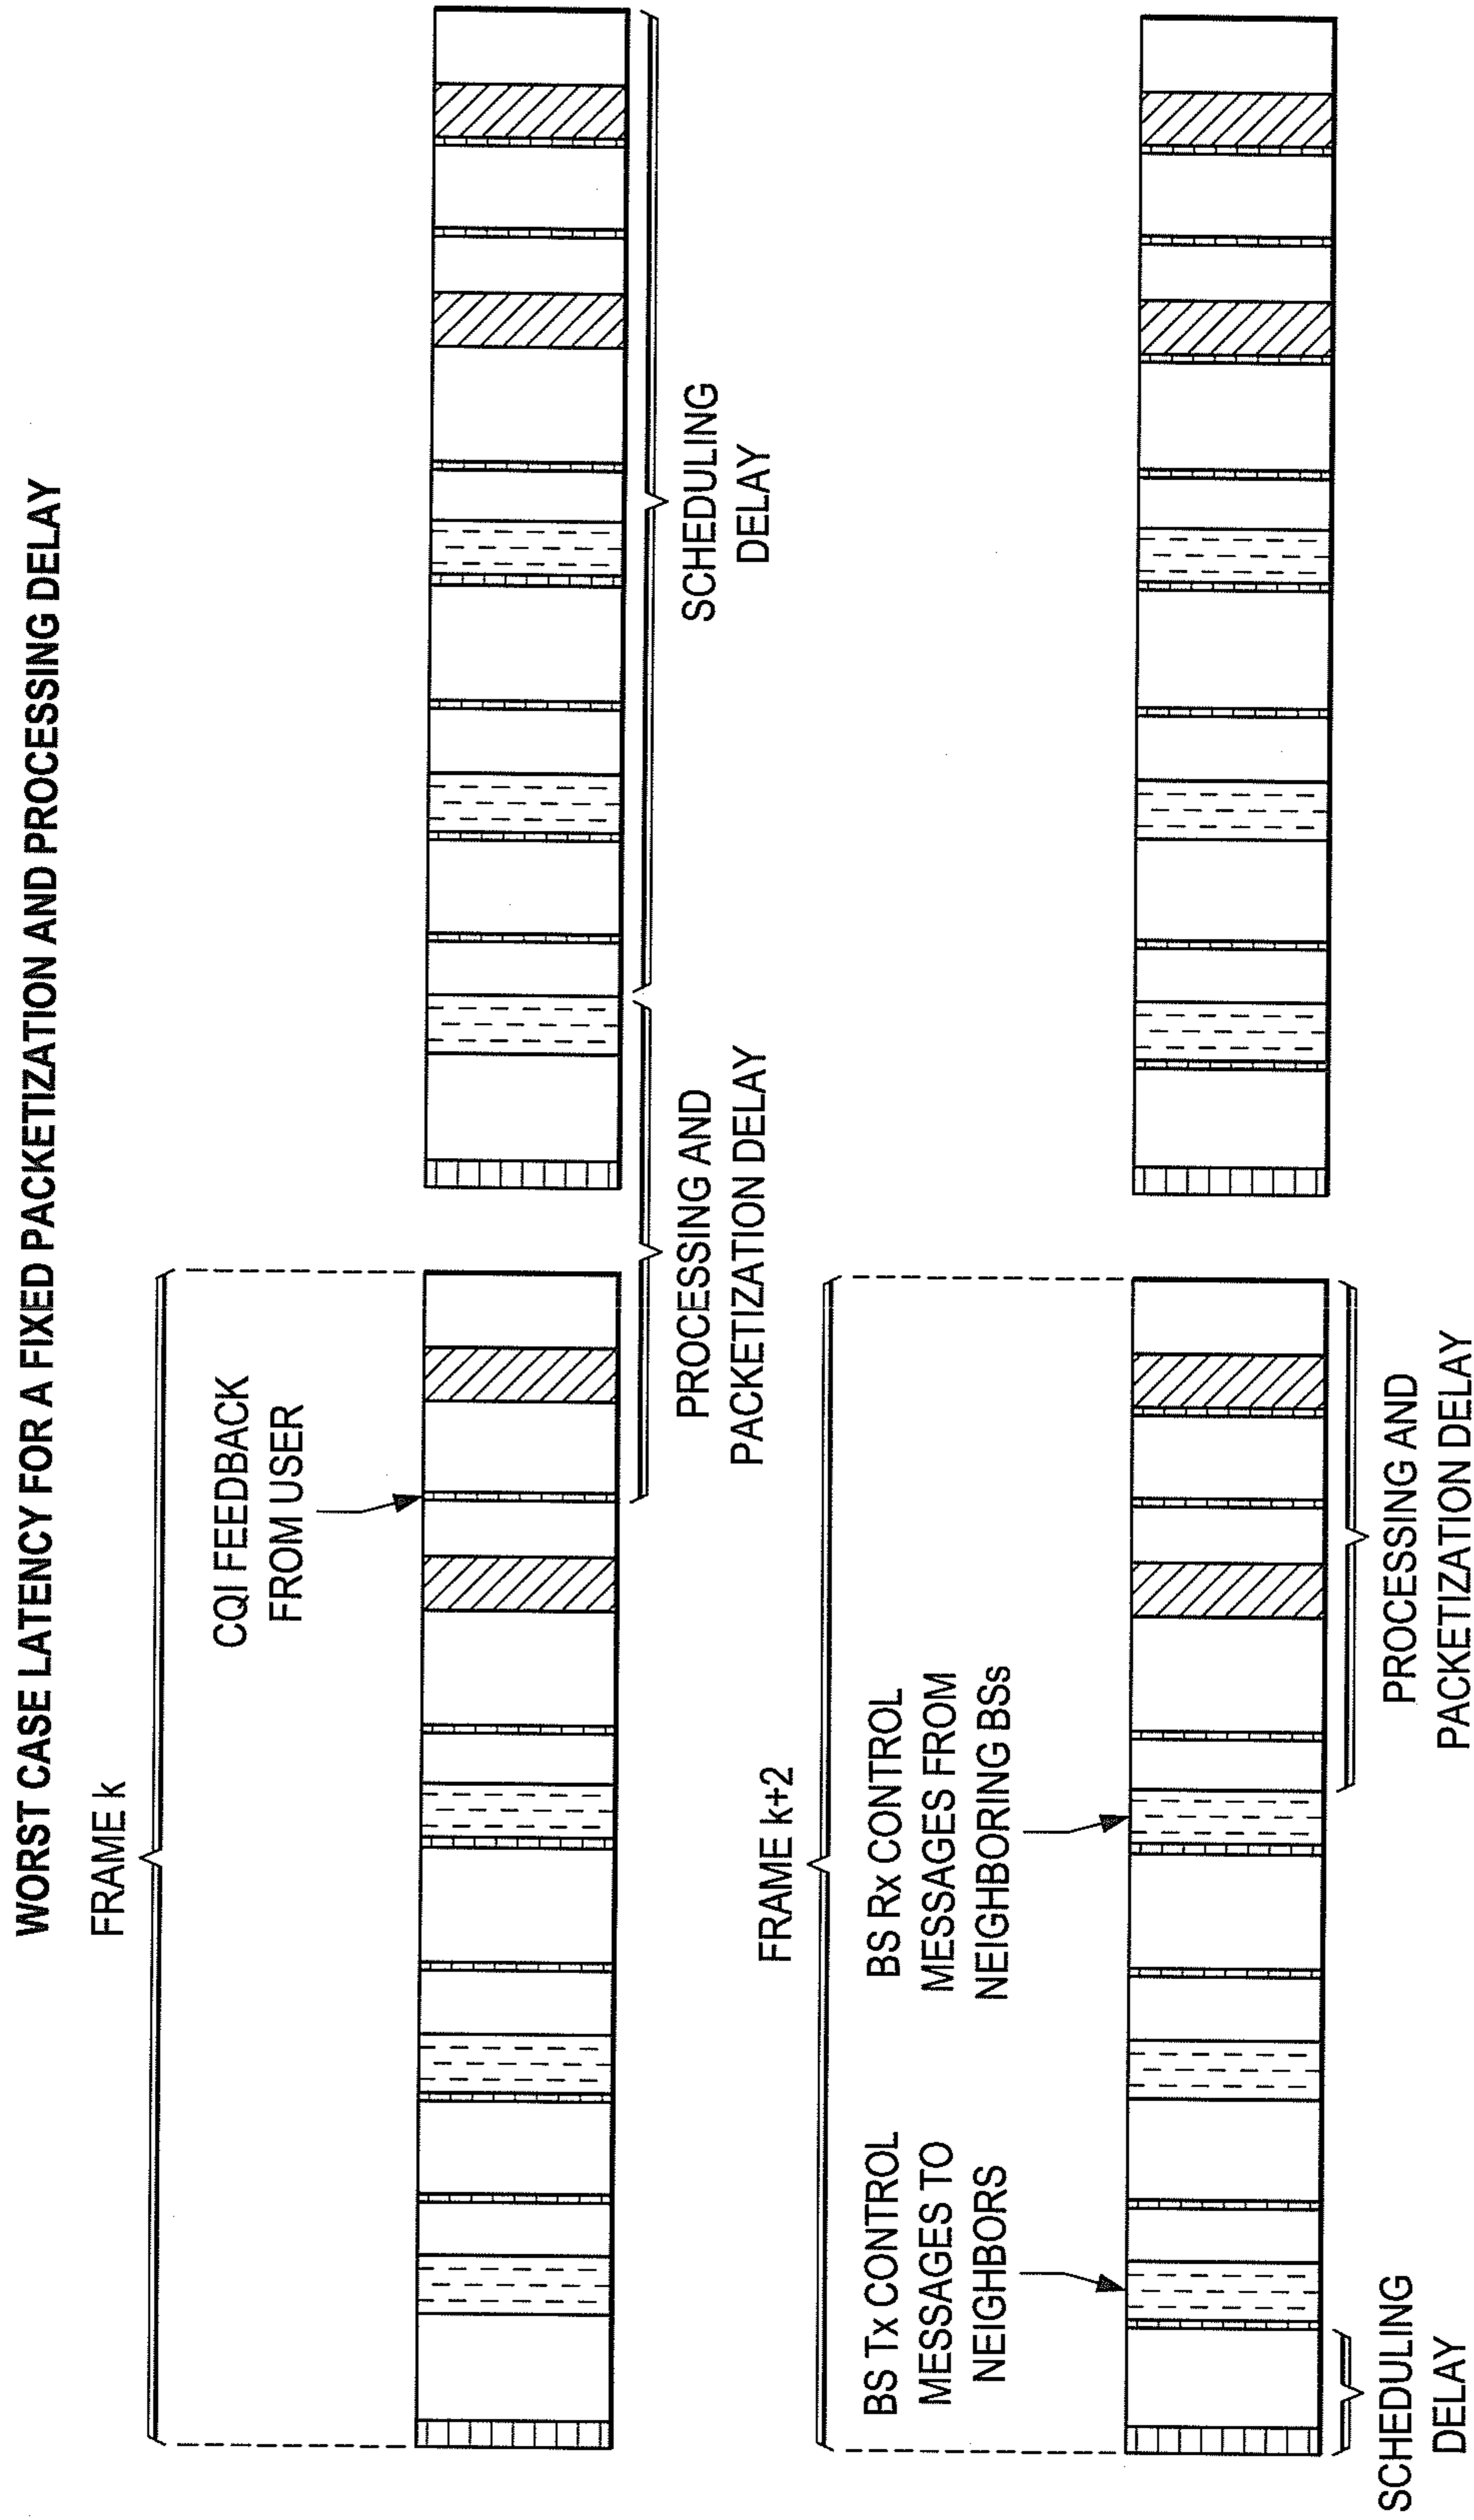 WORST CASE LATENCY FOR A FIXED PACKETIZATION AND PROCESSING DELAY
FRAME k
CQI FEEDBACK
FROM USER
PROCESSING AND
PACKETIZATION DELAY
SCHEDULING
DELAY
FRAME k+2
BS Tx CONTROL
MESSAGES TO
NEIGHBORS
BS Rx CONTROL
MESSAGES FROM
NEIGHBORING BSs
SCHEDULING
DELAY
PROCESSING AND
PACKETIZATION DELAY